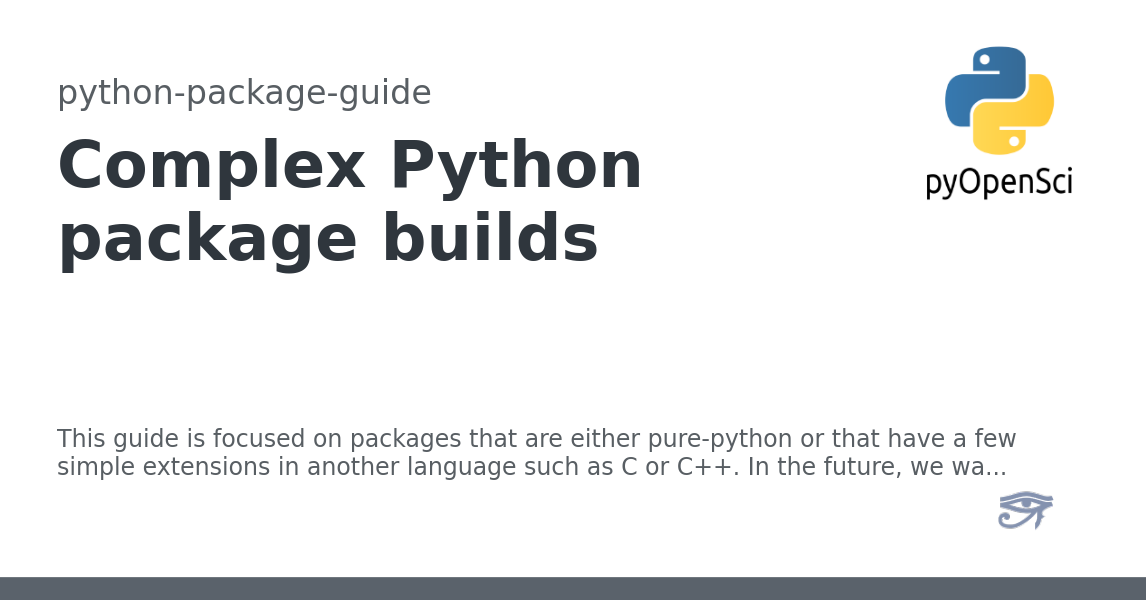 python-package-guide
Complex Python
package builds
pyOpenSci
This guide is focused on packages that are either pure-python or that have a few
simple extensions in another language such as C or C++. In the future, we wa...